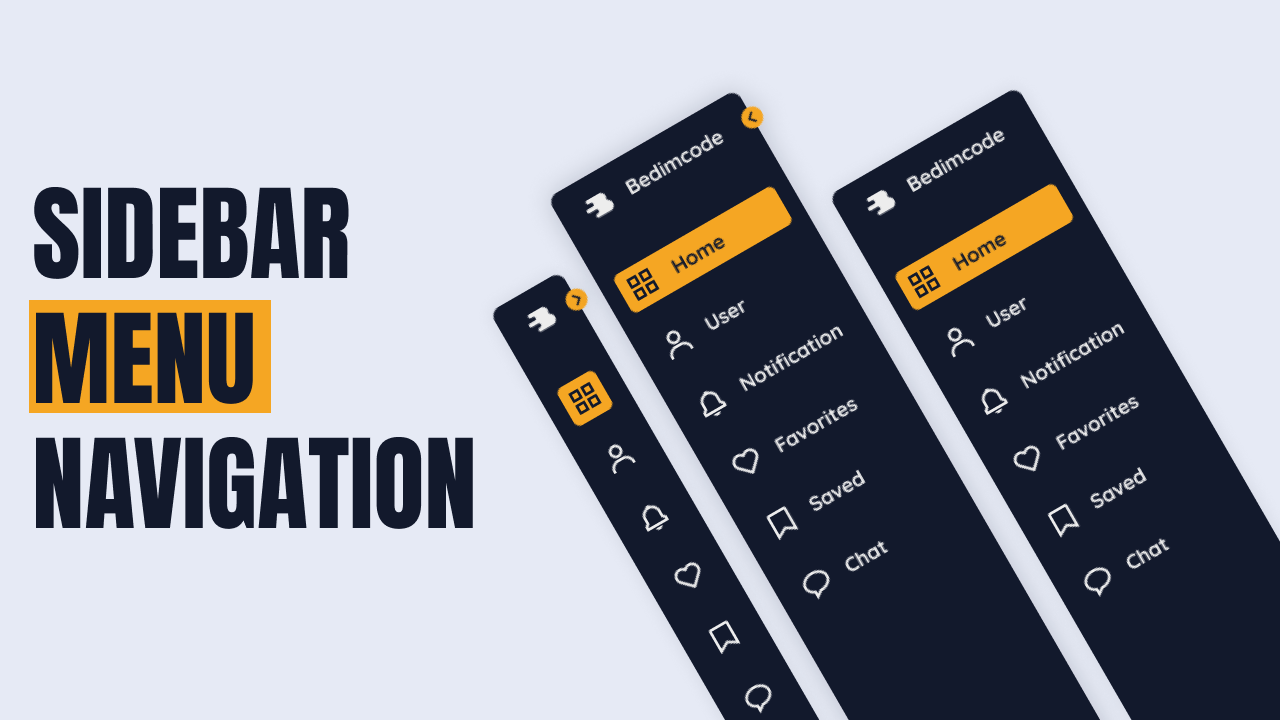 SIDEBAR
MENU
NAVIGATION
Bedimcode
Home
User
Notification
Favorites
Saved
Chat
Bedimcode
Home
User
Notification
Favorites
Saved
Chat